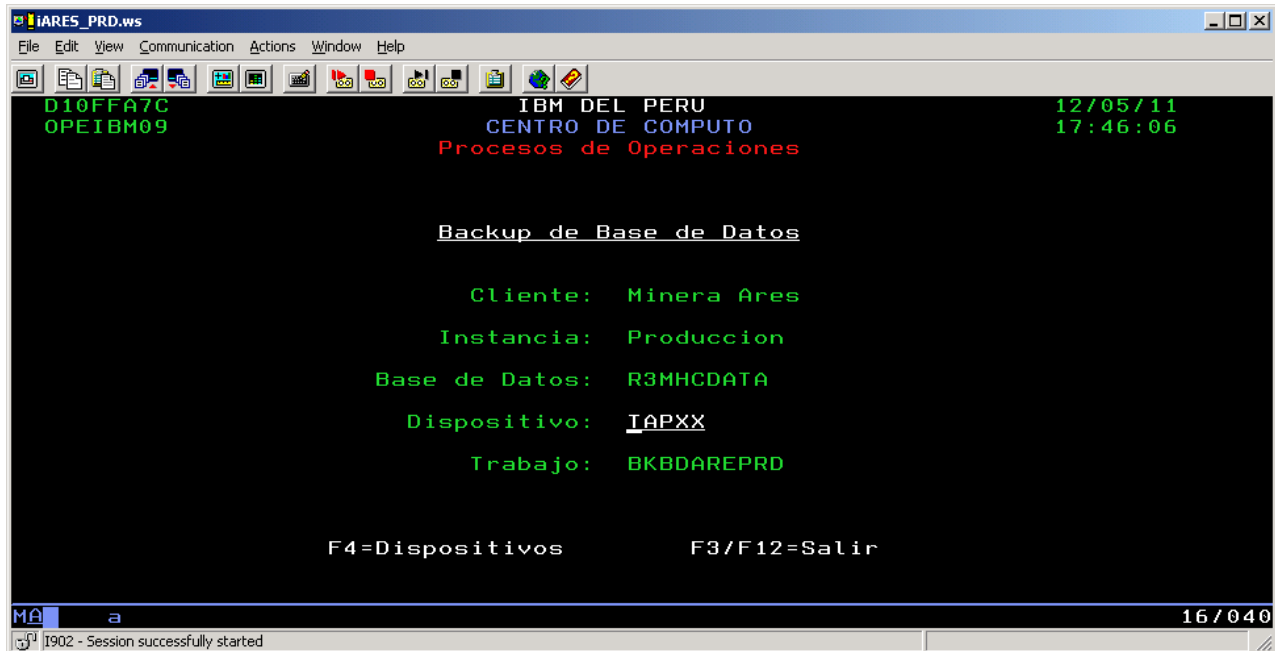 iARES_PRD.ws
File Edit View Communication Actions Window Help
D10FFA7C IBM DEL PERU 12/05/11
OPEIBM09 CENTRO DE COMPUTO 17:46:06
Procesos de Operaciones
Backup de Base de Datos
Cliente: Minera Ares
Instancia: Produccion
Base de Datos: R3MHCDATA
Dispositivo: TAPXX
Trabajo: BKBDAREPRD
F4=Dispositivos F3/F12=Salir
MA a 16/040
I902 - Session successfully started